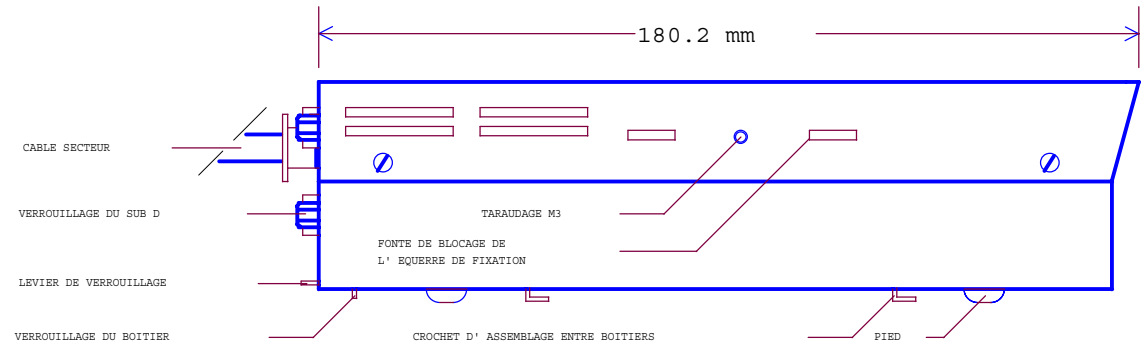 180.2 mm
CABLE SECTEUR
VERROUILLAGE DU SUB D
TARAUDAGE M3
FONTE DE BLOCAGE DE
L' EQUERRE DE FIXATION
LEVIER DE VERROUILLAGE
VERROUILLAGE DU BOITIER
CROCHET D' ASSEMBLAGE ENTRE BOITIERS
PIED